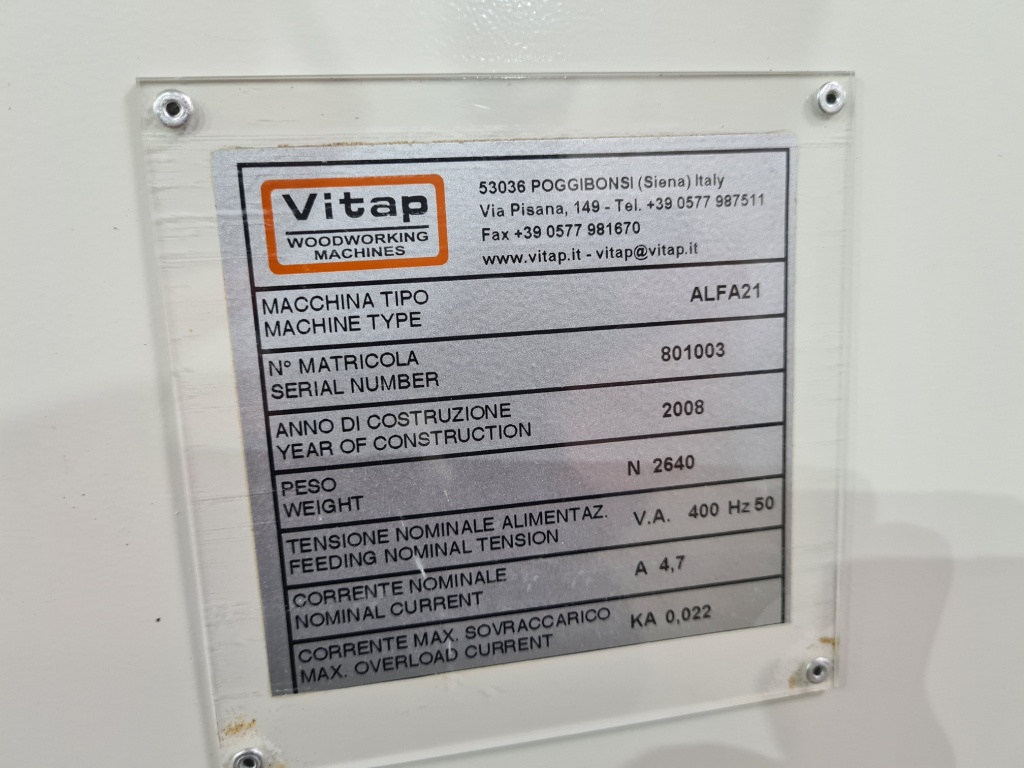 Vitap
WOODWORKING
MACHINES
53036 POGGIBONSI (Siena) Italy
Via Pisana, 149 - Tel. +39 0577 987511
Fax +39 0577 981670
www.vitap.it - vitap@vitap.it
MACCHINA TIPO
MACHINE TYPE
ALFA21
N° MATRICOLA
SERIAL NUMBER
801003
ANNO DI COSTRUZIONE
YEAR OF CONSTRUCTION
2008
PESO
WEIGHT
N 2640
TENSIONE NOMINALE ALIMENTAZ.
FEEDING NOMINAL TENSION
V.A. 400 Hz 50
CORRENTE NOMINALE
NOMINAL CURRENT
A 4,7
CORRENTE MAX. SOVRACCARICO
MAX. OVERLOAD CURRENT
KA 0,022